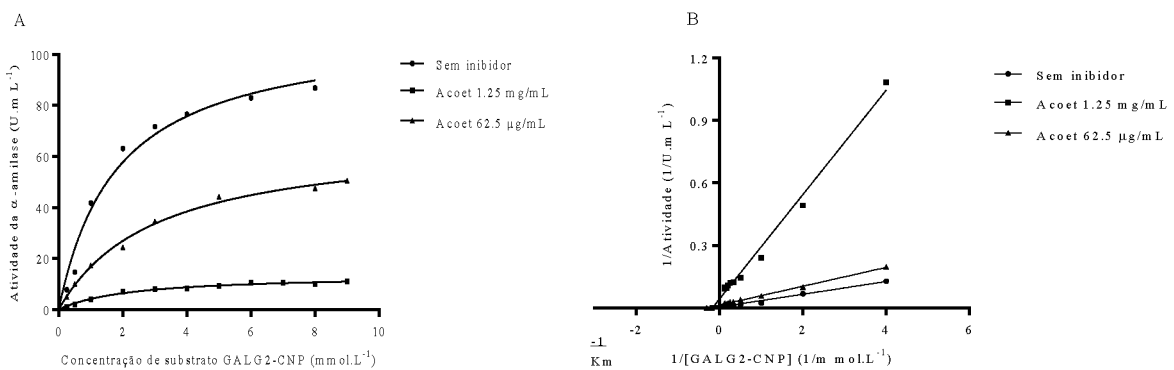 A
Atividade da α-amilase (U.m L⁻¹)
100
80
60
40
20
0
0 2 4 6 8 10
Concentração de substrato GALG2-CNP (mmol.L⁻¹)
Sem inibidor
Acoet 1.25 mg/mL
Acoet 62.5 µg/mL
B
1/Atividade (1/U.m L⁻¹)
1.2
0.9
0.6
0.3
-2 0 2 4 6
-1
Km
1/[GALG2-CNP] (1/m mol.L⁻¹)
Sem inibidor
Acoet 1.25 mg/mL
Acoet 62.5 µg/mL